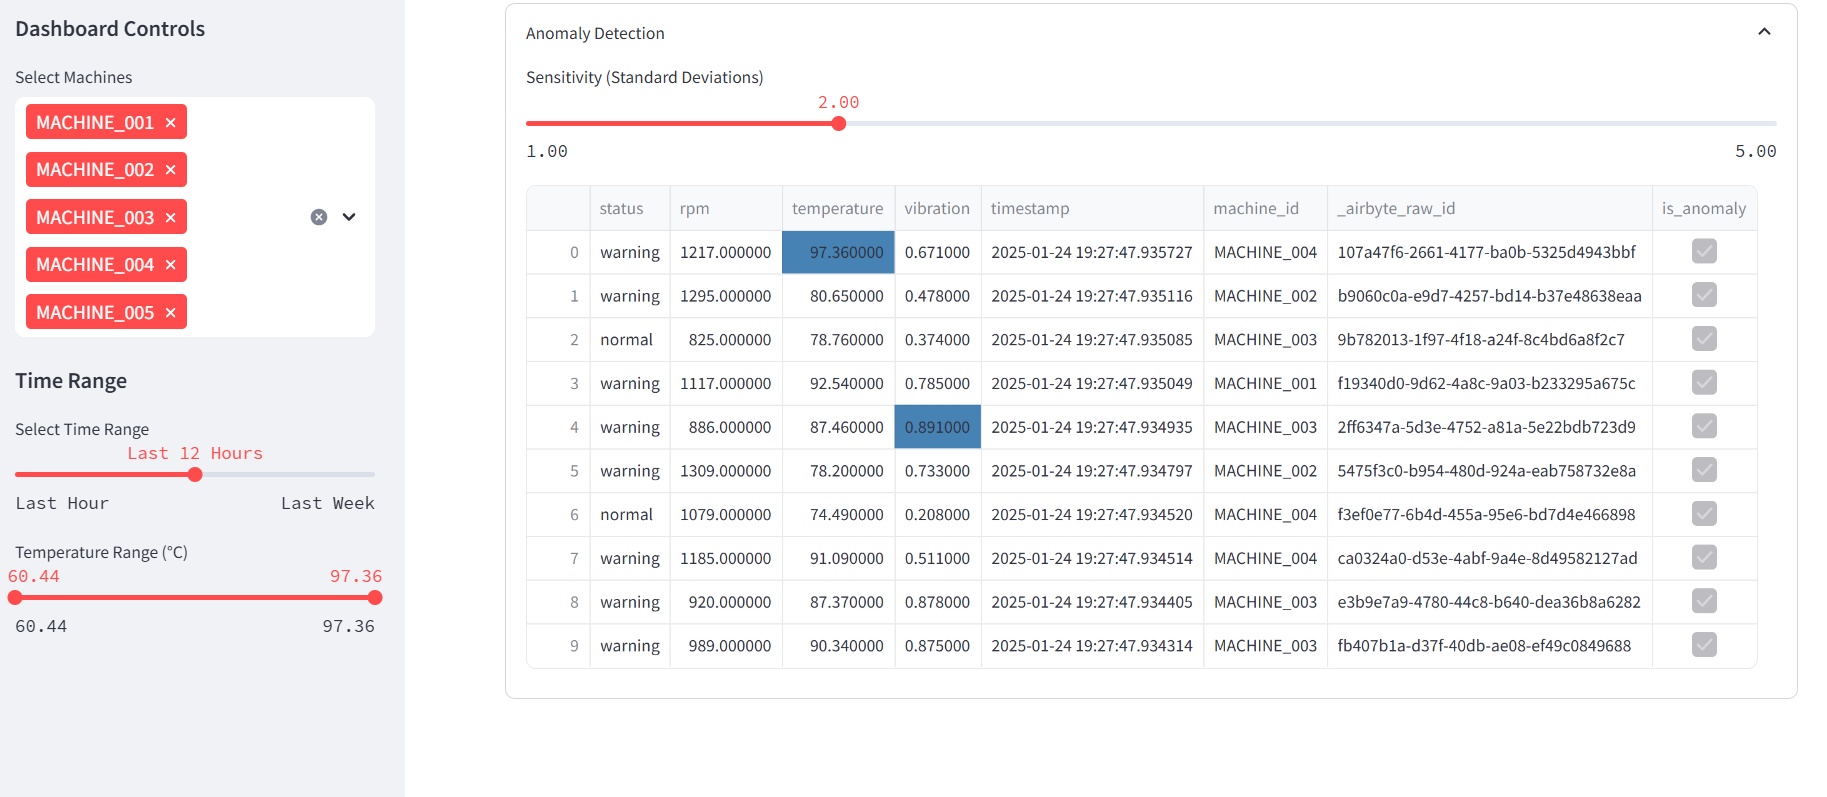 Dashboard Controls
Select Machines
MACHINE_001 ×
MACHINE_002 ×
MACHINE_003 ×
MACHINE_004 ×
MACHINE_005 ×
Time Range
Select Time Range
Last 12 Hours
Last Hour Last Week
Temperature Range (°C)
60.44 97.36
60.44 97.36
Anomaly Detection
Sensitivity (Standard Deviations)
2.00
1.00 5.00
status rpm temperature vibration timestamp machine_id _airbyte_raw_id is_anomaly
0 warning 1217.000000 97.360000 0.671000 2025-01-24 19:27:47.935727 MACHINE_004 107a47f6-2661-4177-ba0b-5325d4943bbf
1 warning 1295.000000 80.650000 0.478000 2025-01-24 19:27:47.935116 MACHINE_002 b9060c0a-e9d7-4257-bd14-b37e48638eaa
2 normal 825.000000 78.760000 0.374000 2025-01-24 19:27:47.935085 MACHINE_003 9b782013-1f97-4f18-a24f-8c4bd6a8f2c7
3 warning 1117.000000 92.540000 0.785000 2025-01-24 19:27:47.935049 MACHINE_001 f19340d0-9d62-4a8c-9a03-b233295a675c
4 warning 886.000000 87.460000 0.891000 2025-01-24 19:27:47.934935 MACHINE_003 2ff6347a-5d3e-4752-a81a-5e22bdb723d9
5 warning 1309.000000 78.200000 0.733000 2025-01-24 19:27:47.934797 MACHINE_002 5475f3c0-b954-480d-924a-eab758732e8a
6 normal 1079.000000 74.490000 0.208000 2025-01-24 19:27:47.934520 MACHINE_004 f3ef0e77-6b4d-455a-95e6-bd7d4e466898
7 warning 1185.000000 91.090000 0.511000 2025-01-24 19:27:47.934514 MACHINE_004 ca0324a0-d53e-4abf-9a4e-8d49582127ad
8 warning 920.000000 87.370000 0.878000 2025-01-24 19:27:47.934405 MACHINE_003 e3b9e7a9-4780-44c8-b640-dea36b8a6282
9 warning 989.000000 90.340000 0.875000 2025-01-24 19:27:47.934314 MACHINE_003 fb407b1a-d37f-40db-ae08-ef49c0849688